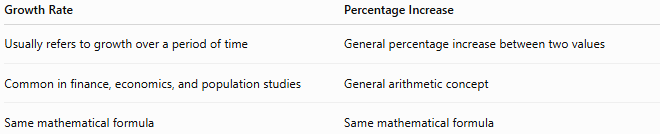 Growth Rate Percentage Increase
Usually refers to growth over a period of time General percentage increase between two values
Common in finance, economics, and population studies General arithmetic concept
Same mathematical formula Same mathematical formula